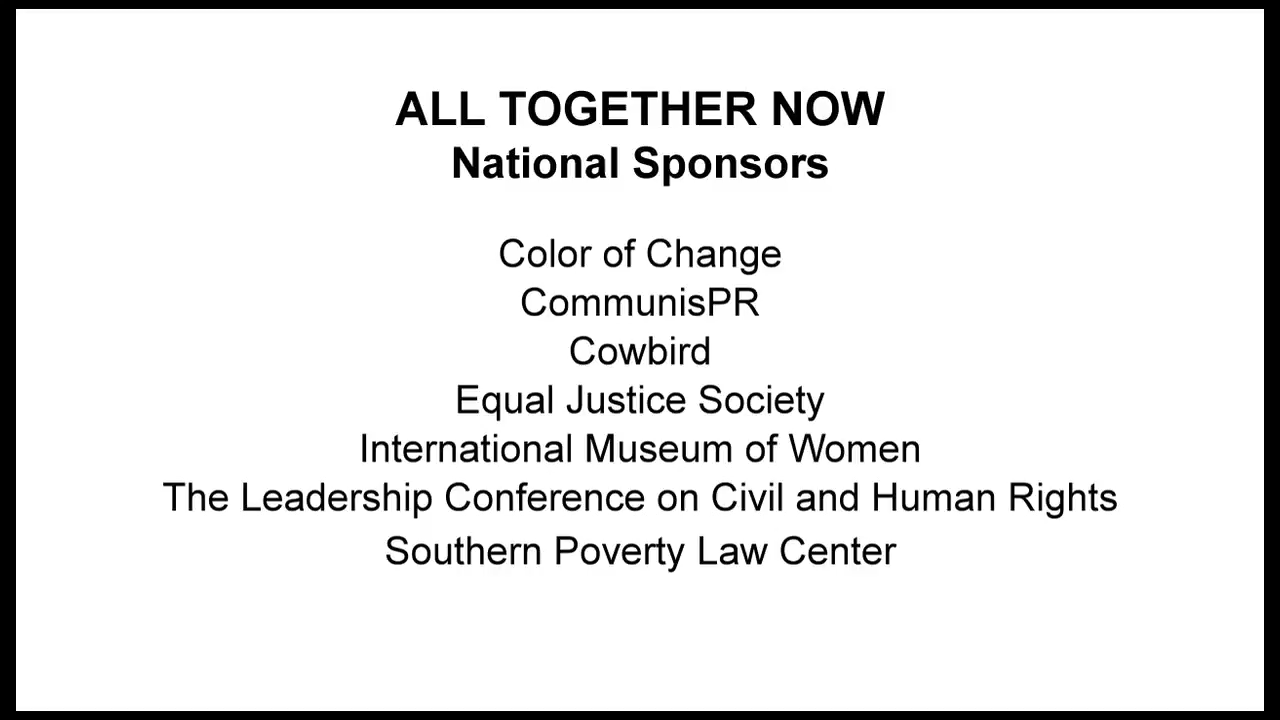 ALL TOGETHER NOW
National Sponsors
Color of Change
CommunisPR
Cowbird
Equal Justice Society
International Museum of Women
The Leadership Conference on Civil and Human Rights
Southern Poverty Law Center